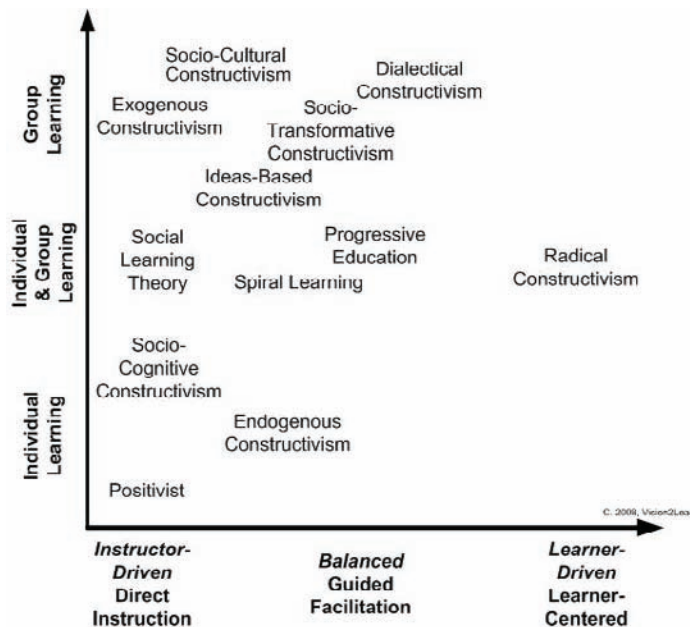 Socio-Cultural
Constructivism
Dialectical
Constructivism
Exogenous
Constructivism
Socio-
Transformative
Constructivism
Ideas-Based
Constructivism
Social
Learning
Theory
Progressive
Education
Spiral Learning
Radical
Constructivism
Socio-
Cognitive
Constructivism
Endogenous
Constructivism
Positivist
Group
Learning
Individual
& Group
Learning
Individual
Learning
C. 2008, Vision2Lea
Instructor-
Driven
Direct
Instruction
Balanced
Guided
Facilitation
Learner-
Driven
Learner-
Centered